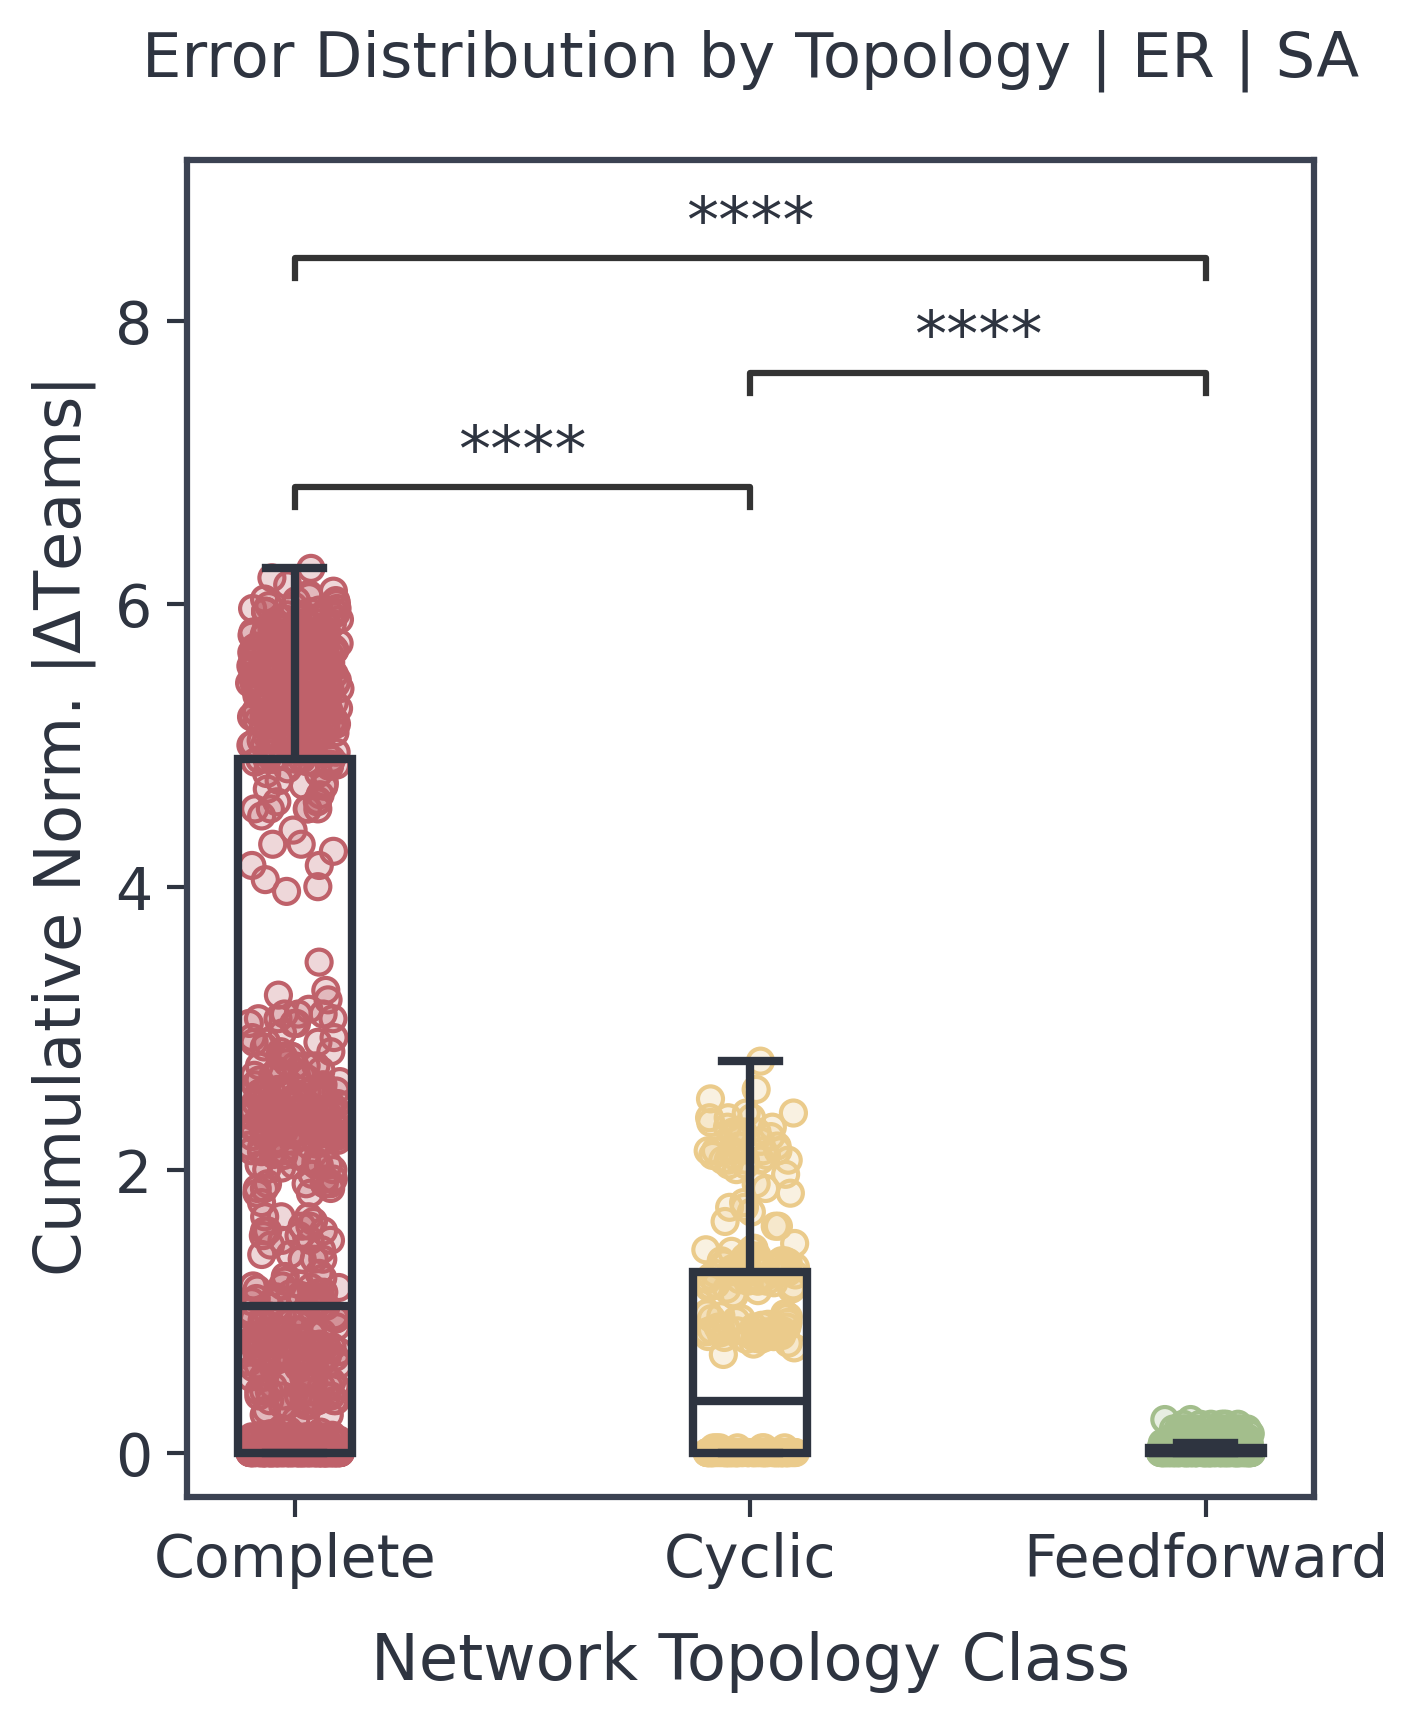 Error Distribution by Topology | ER | SA
****
****
****
8
6
4
2
0
Cumulative Norm. |ΔTeams|
Complete
Cyclic
Feedforward
Network Topology Class